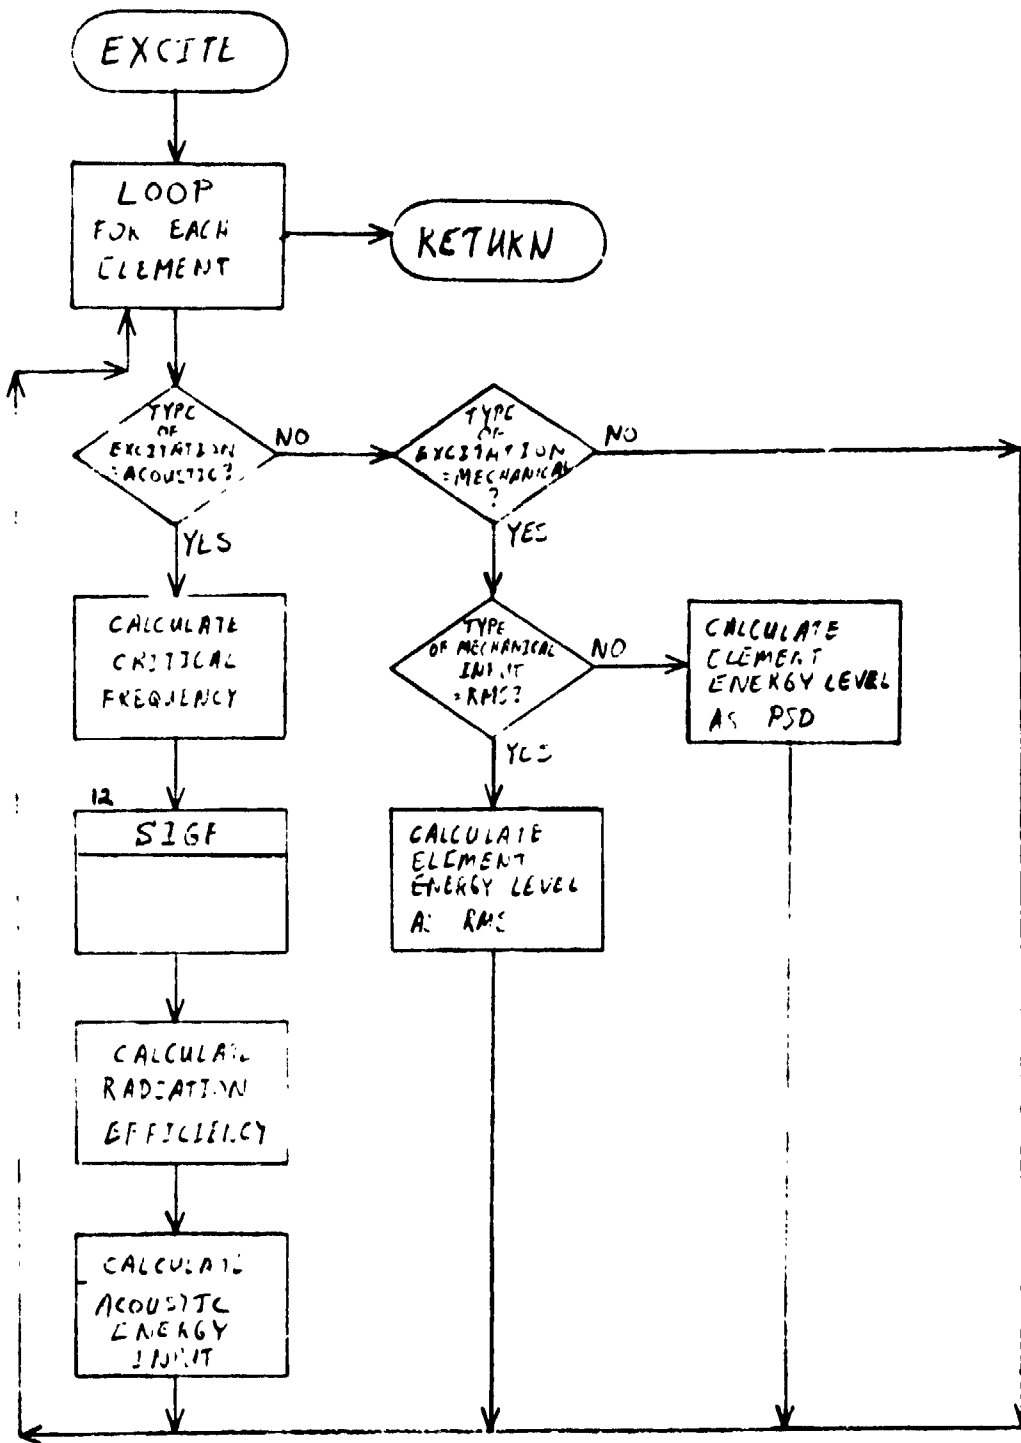 EXCITE
LOOP
FOR EACH
ELEMENT
RETURN
TYPE
OF
EXCITATION
=ACOUSTIC?
NO
TYPE
OF
EXCITATION
=MECHANICAL
?
NO
YES
YES
CALCULATE
CRITICAL
FREQUENCY
TYPE
OF MECHANICAL
INPUT
=RMS?
NO
CALCULATE
ELEMENT
ENERGY LEVEL
AS PSD
YES
12
SIGF
CALCULATE
ELEMENT
ENERGY LEVEL
AS RMS
CALCULATE
RADIATION
EFFICIENCY
CALCULATE
ACOUSTIC
ENERGY
INPUT